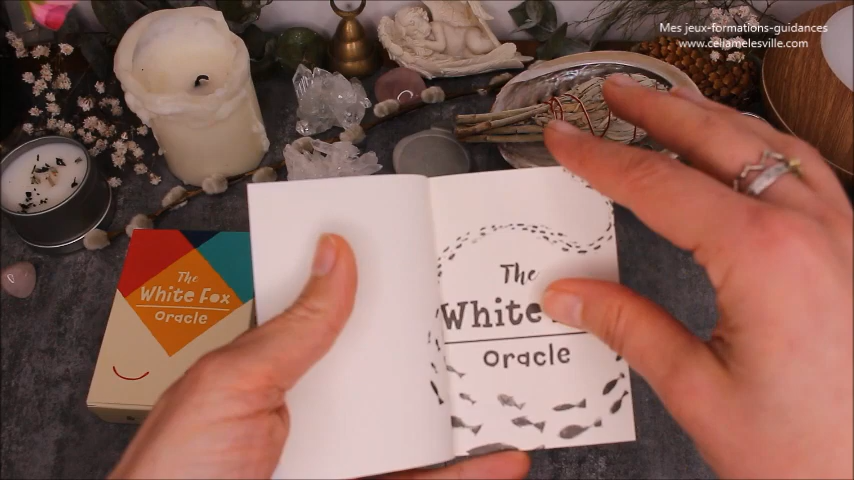 Mes jeux-formations-guidances
www.celiamelesville.com
The
White Fox
Oracle
The
White
Oracle